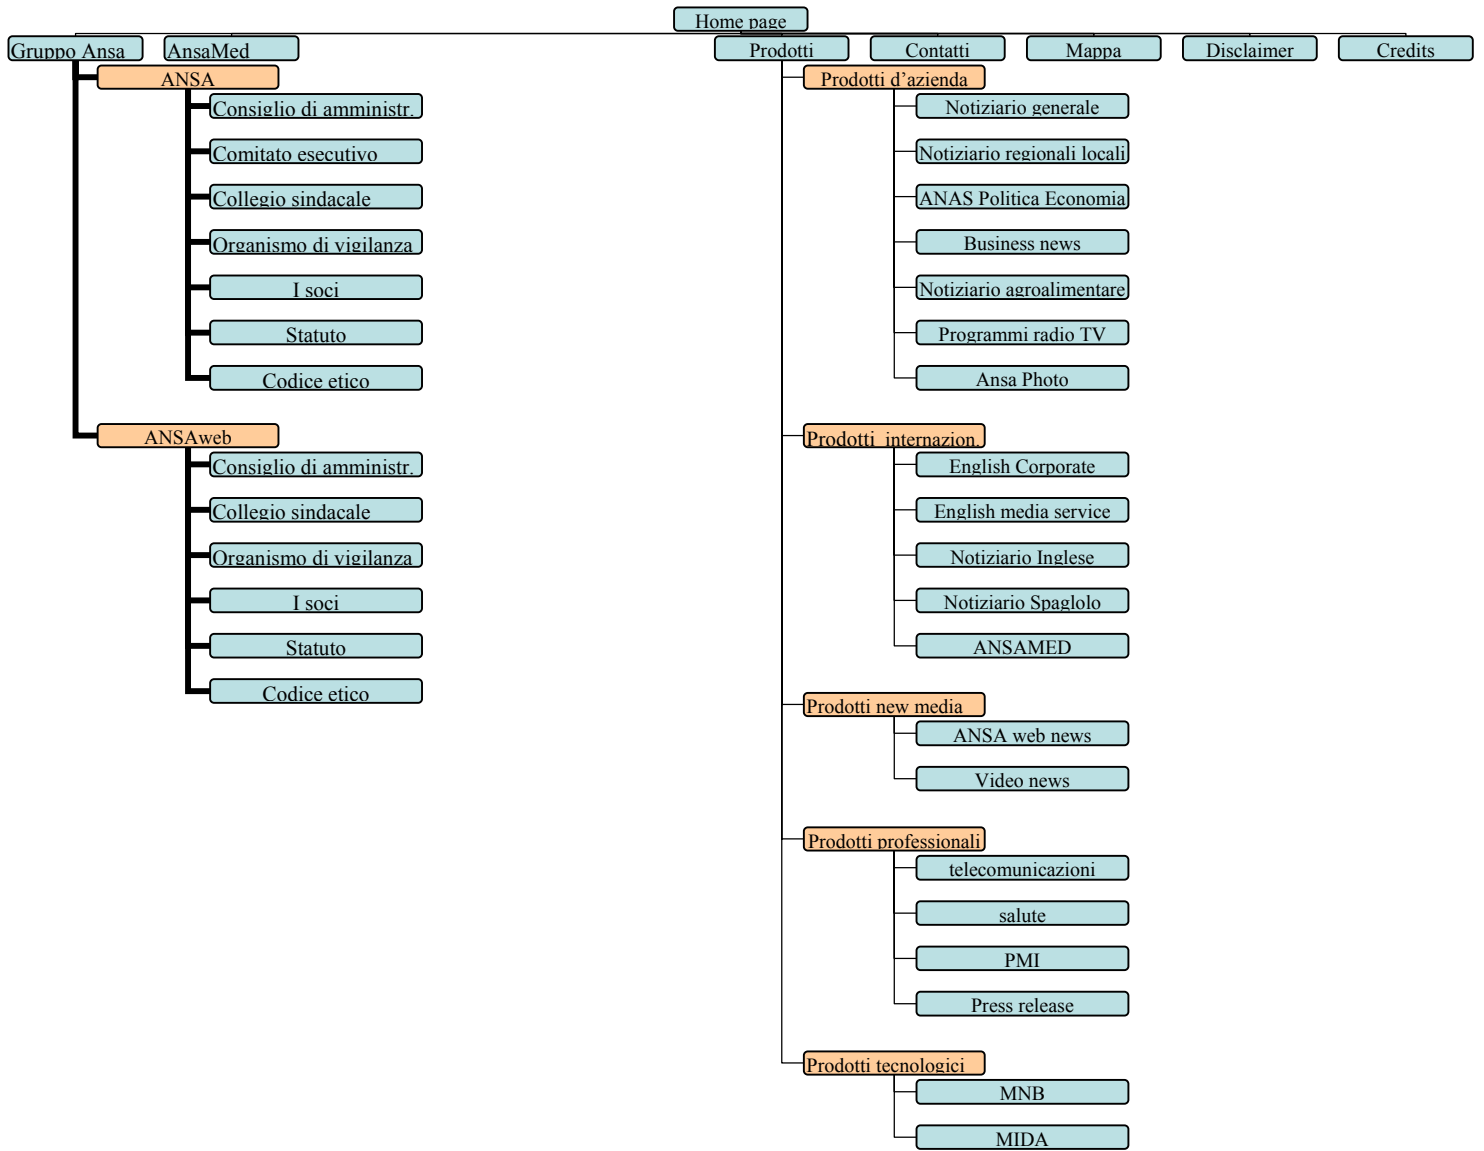 Home page
Gruppo Ansa
AnsaMed
Prodotti
Contatti
Mappa
Disclaimer
Credits
ANSA
Consiglio di amministr.
Comitato esecutivo
Collegio sindacale
Organismo di vigilanza
I soci
Statuto
Codice etico
ANSAweb
Consiglio di amministr.
Collegio sindacale
Organismo di vigilanza
I soci
Statuto
Codice etico
Prodotti d’azienda
Notiziario generale
Notiziario regionali locali
ANAS Politica Economia
Business news
Notiziario agroalimentare
Programmi radio TV
Ansa Photo
Prodotti internazion.
English Corporate
English media service
Notiziario Inglese
Notiziario Spaglolo
ANSAMED
Prodotti new media
ANSA web news
Video news
Prodotti professionali
telecomunicazioni
salute
PMI
Press release
Prodotti tecnologici
MNB
MIDA